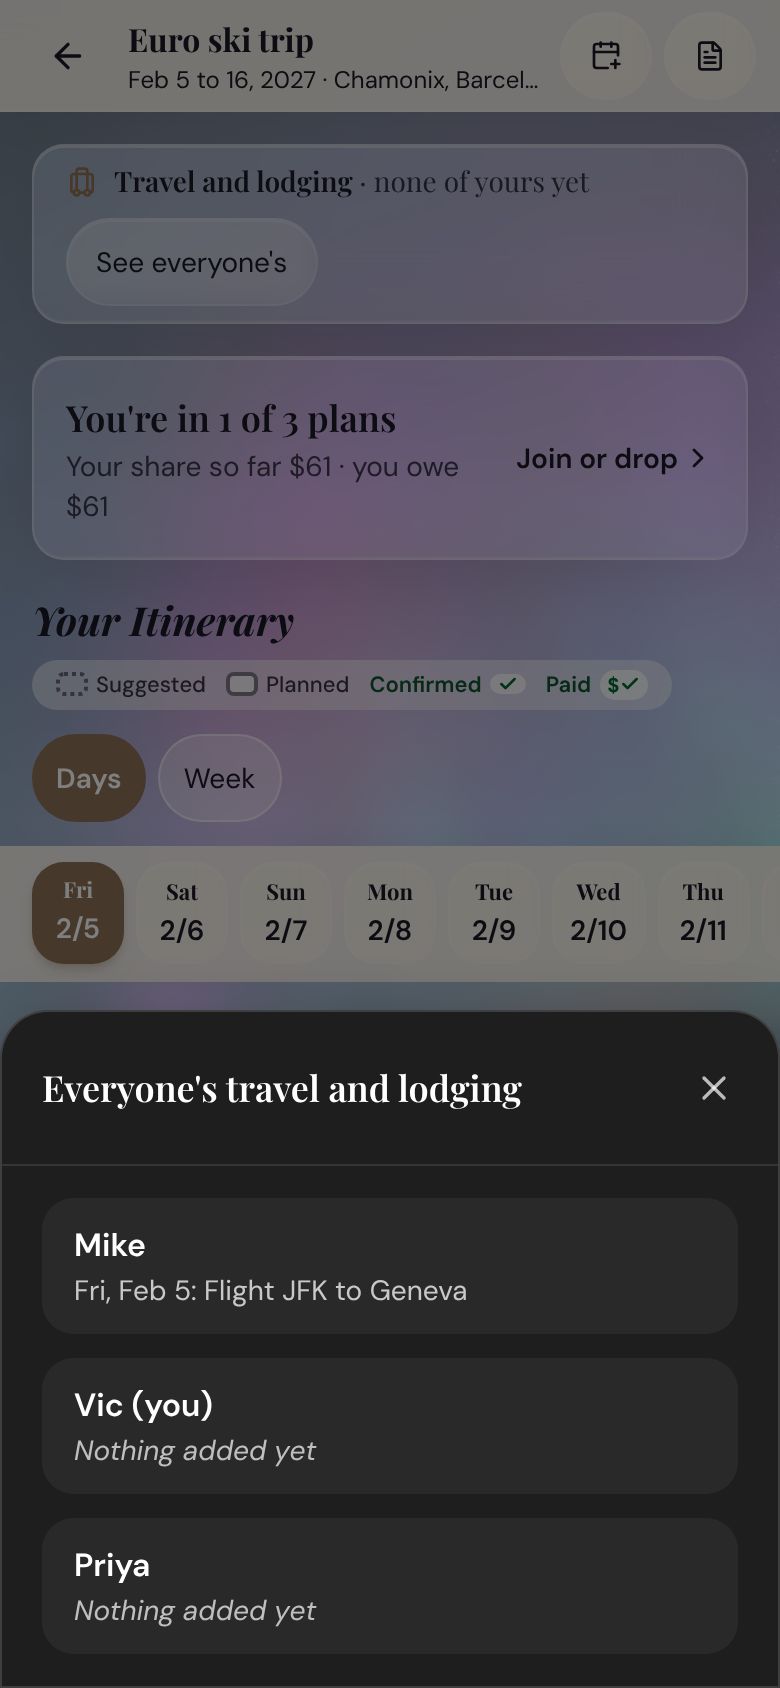 Euro ski trip
Feb 5 to 16, 2027 · Chamonix, Barcel...
Travel and lodging · none of yours yet
See everyone's
You're in 1 of 3 plans
Your share so far $61 · you owe
$61
Join or drop
Your Itinerary
Suggested Planned Confirmed Paid $
Days Week
Fri Sat Sun Mon Tue Wed Thu
2/5 2/6 2/7 2/8 2/9 2/10 2/11
Everyone's travel and lodging
Mike
Fri, Feb 5: Flight JFK to Geneva
Vic (you)
Nothing added yet
Priya
Nothing added yet